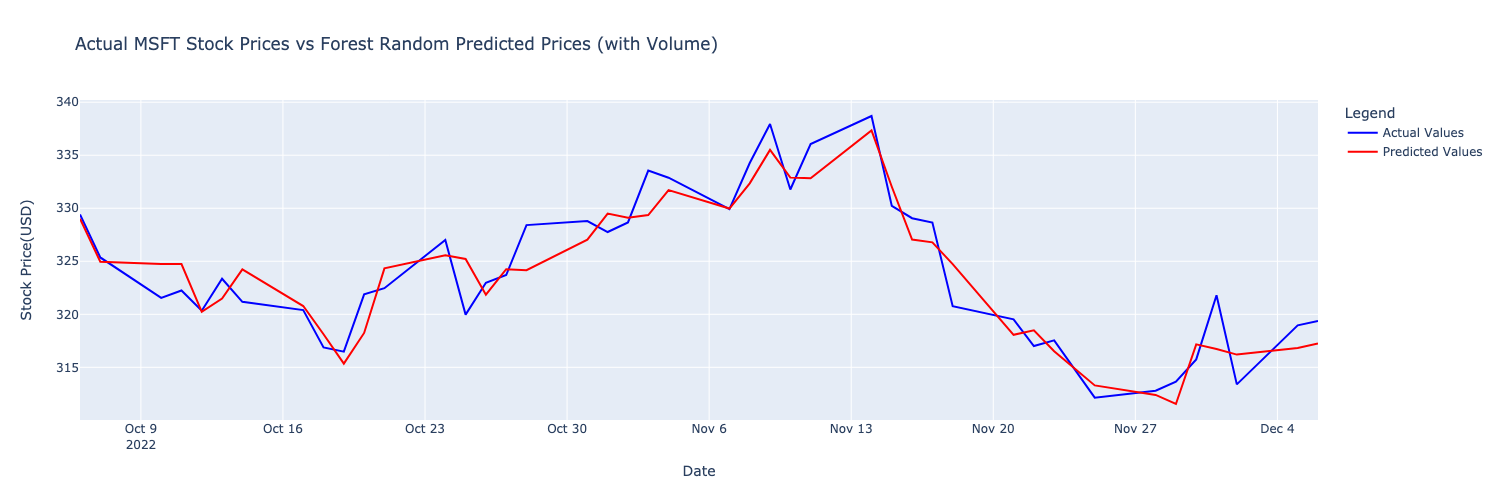 Actual MSFT Stock Prices vs Forest Random Predicted Prices (with Volume)
Legend
Actual Values
Predicted Values
Stock Price(USD)
340
335
330
325
320
315
Oct 9
2022
Oct 16
Oct 23
Oct 30
Nov 6
Nov 13
Nov 20
Nov 27
Dec 4
Date